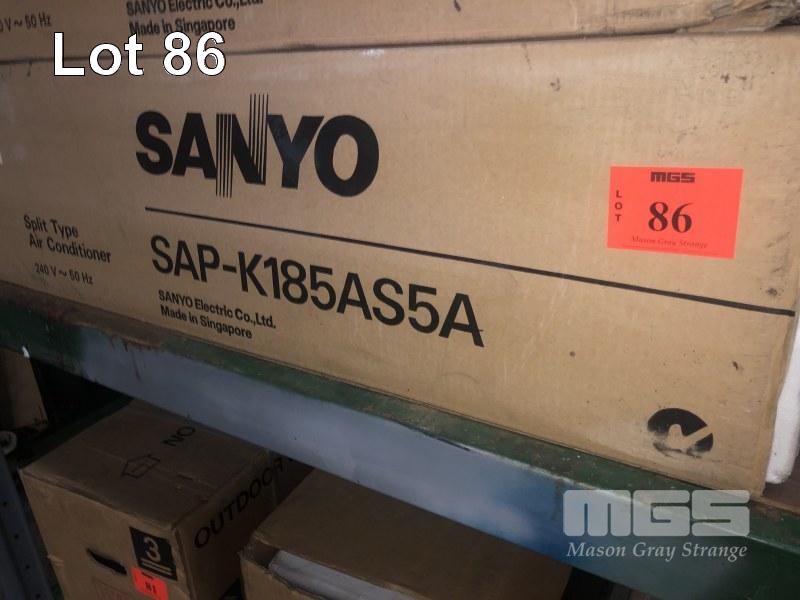 0 V ~ 50 Hz
SANYO Electric Co.,Ltd.
Made in Singapore
Lot 86
SANYO
MGS
LOT
86
Mason Gray Strange
Split Type
Air Conditioner
240 V ~ 50 Hz
SAP-K185AS5A
SANYO Electric Co.,Ltd.
Made in Singapore
NO
OUTDOOR
3
MGS
Mason Gray Strange